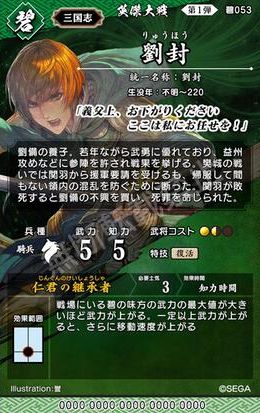 碧
三国志
英傑大戦
第1弾
碧053
りゅうほう
劉封
統一名称:劉封
生没年:不明~220
「義父上、お下がりください
ここは私にお任せを!」
劉備の養子。若年ながら武勇に優れており、益州
攻めなどに参陣を許され戦果を挙げる。樊城の戦
いでは関羽から援軍要請を受けるも、帰服して間
もない領内の混乱を防ぐために断った。関羽が敗
死すると劉備の不興を買い、死罪を命じられた。
兵種 武力 知力 武将コスト
騎兵 5 5 特技 復活
じんくんのけいしょうしゃ
仁君の継承者
必要士気 3
効果時間 知力時間
効果範囲
戦場にいる碧の味方の武力の最大値が大き
いほど武力が上がる。一定以上武力が上が
ると、さらに移動速度が上がる
©SEGA
0000-0000-0000-0000-0000